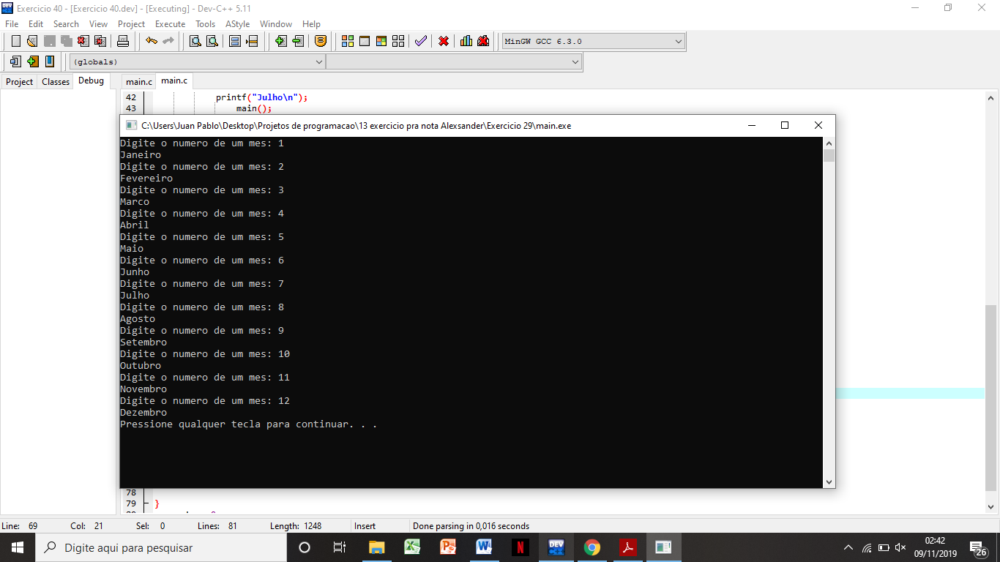 Exercicio 40 - [Exercicio 40.dev] - [Executing] - Dev-C++ 5.11
File Edit Search View Project Execute Tools AStyle Window Help
MinGW GCC 6.3.0
(globals)
Project Classes Debug main.c main.c
42 printf("Julho\n");
43 main();
C:\Users\Juan Pablo\Desktop\Projetos de programacao\13 exercicio pra nota Alexsander\Exercicio 29\main.exe
Digite o numero de um mes: 1
Janeiro
Digite o numero de um mes: 2
Fevereiro
Digite o numero de um mes: 3
Marco
Digite o numero de um mes: 4
Abril
Digite o numero de um mes: 5
Maio
Digite o numero de um mes: 6
Junho
Digite o numero de um mes: 7
Julho
Digite o numero de um mes: 8
Agosto
Digite o numero de um mes: 9
Setembro
Digite o numero de um mes: 10
Outubro
Digite o numero de um mes: 11
Novembro
Digite o numero de um mes: 12
Dezembro
Pressione qualquer tecla para continuar. . .
78
79 }
Line: 69 Col: 21 Sel: 0 Lines: 81 Length: 1248 Insert Done parsing in 0,016 seconds
Digite aqui para pesquisar
02:42
09/11/2019
26